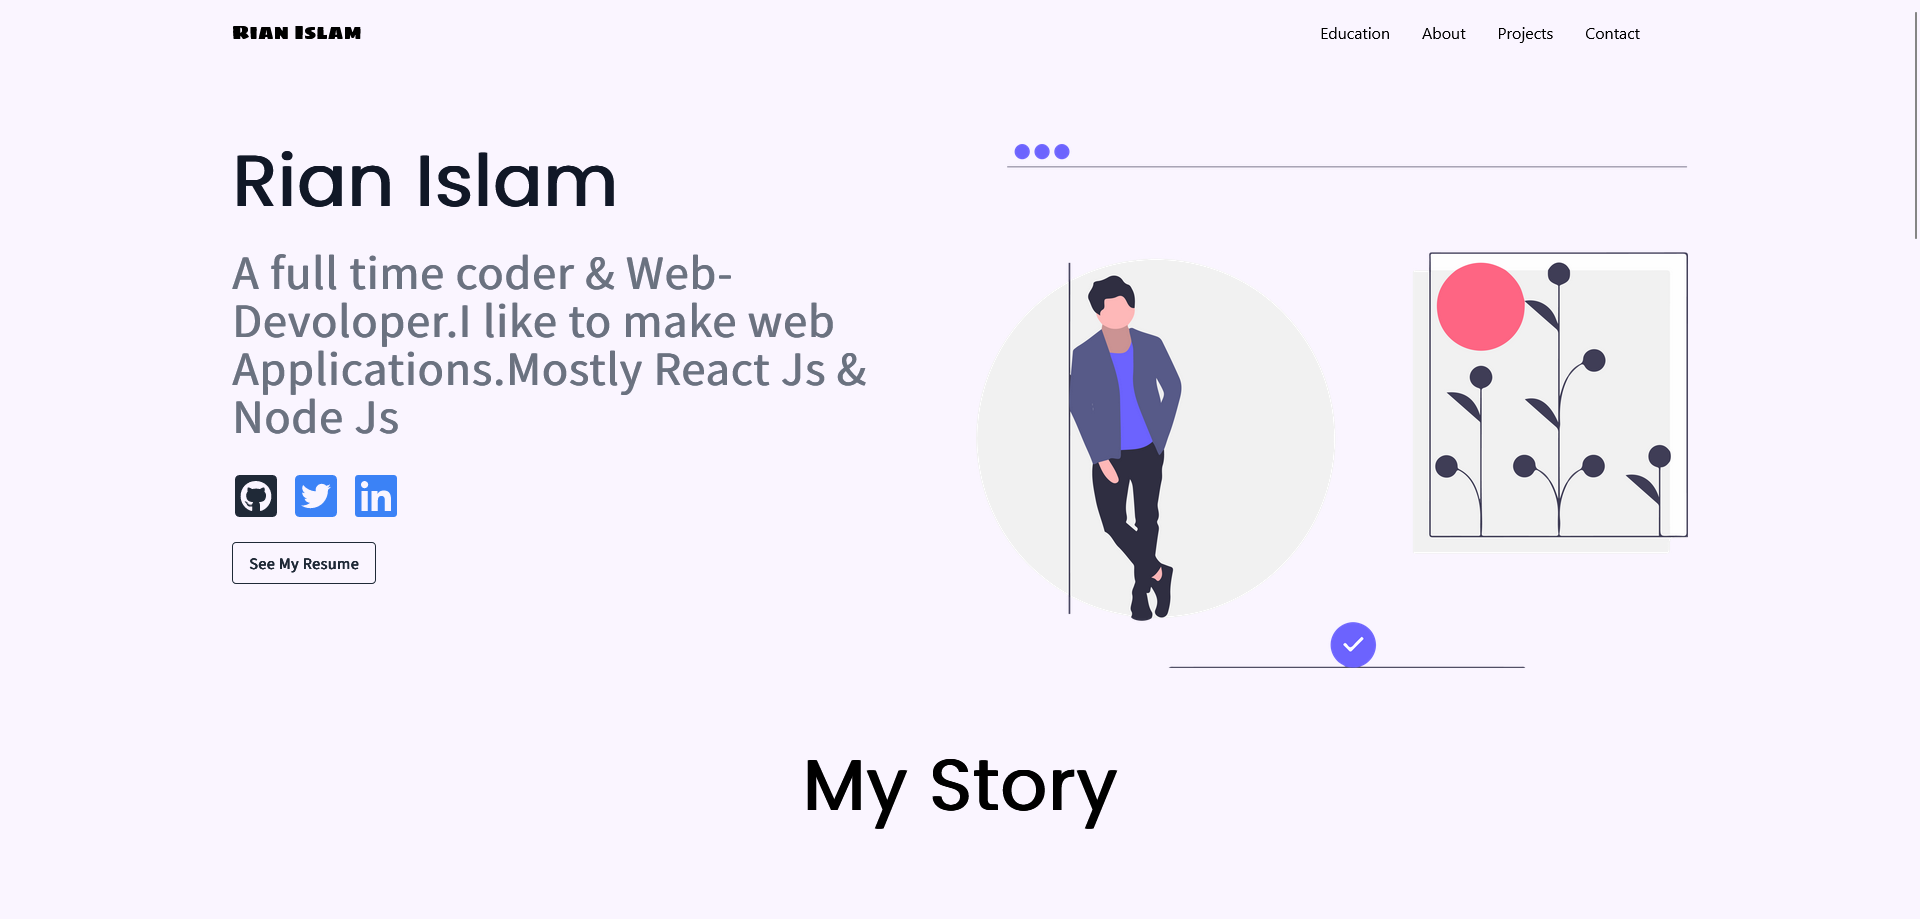 Rian Islam
Education About Projects Contact
Rian Islam
A full time coder & Web-
Devoloper.I like to make web
Applications.Mostly React Js &
Node Js
in
See My Resume
My Story